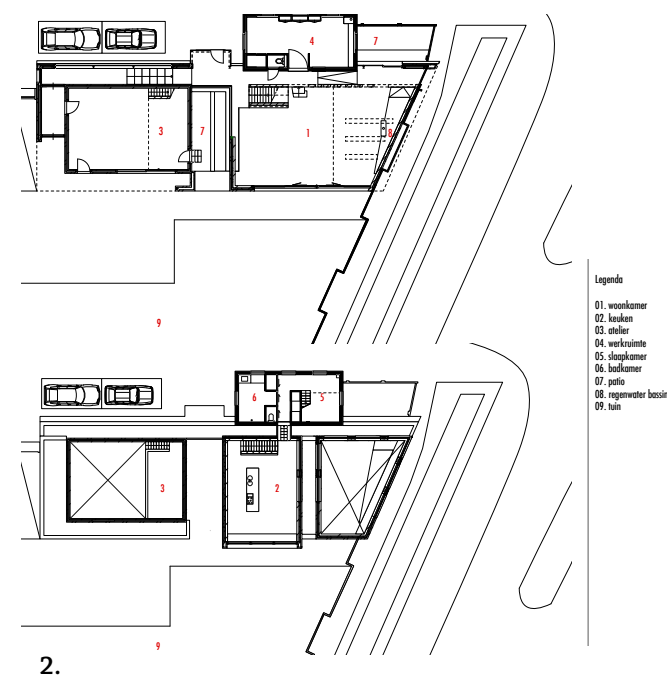 4
7
3
7
1
8
9
Legenda
01. woonkamer
02. keuken
03. atelier
04. werkruimte
05. slaapkamer
06. badkamer
07. patio
08. regenwater bassin
09. tuin
6
5
3
2
9
2.